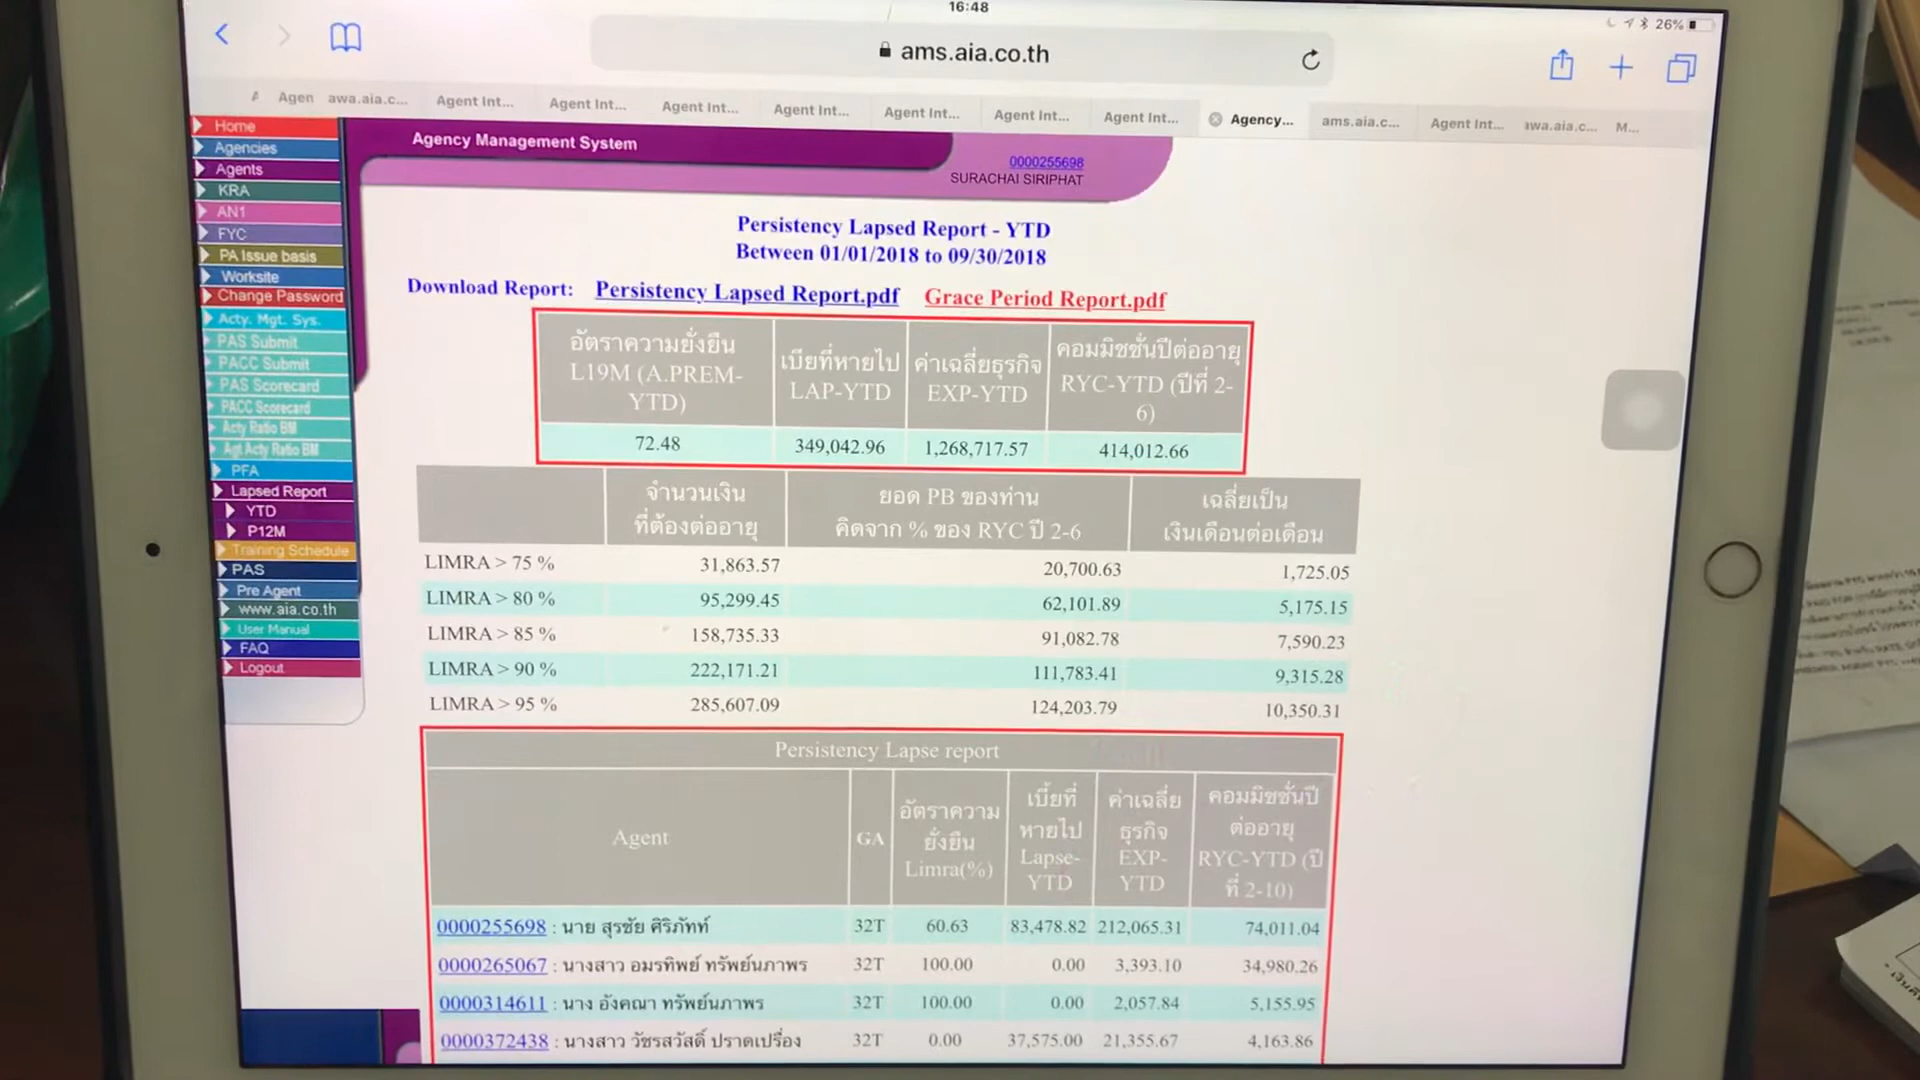 16:48
26%
ams.aia.co.th
Agen
awa.aia.c...
Agent Int...
Agent Int...
Agent Int...
Agent Int...
Agent Int...
Agent Int...
Agent Int...
Agency...
ams.aia.c...
Agent Int...
awa.aia.c...
M...
Home
Agencies
Agents
KRA
AN1
FYC
PA Issue basis
Worksite
Change Password
Acty. Mgt. Sys.
PAS Submit
PACC Submit
PAS Scorecard
PACC Scorecard
Acty Ratio BM
Agt Acty Ratio BM
PFA
Lapsed Report
YTD
P12M
Training Schedule
PAS
Pre Agent
www.aia.co.th
User Manual
FAQ
Logout
Agency Management System
0000255698
SURACHAI SIRIPHAT
Persistency Lapsed Report - YTD
Between 01/01/2018 to 09/30/2018
Download Report: Persistency Lapsed Report.pdf Grace Period Report.pdf
อัตราความยั่งยืน
L19M (A.PREM-
YTD)
เบี้ยที่หายไป
LAP-YTD
ค่าเฉลี่ยธุรกิจ
EXP-YTD
คอมมิชชั่นปีต่ออายุ
RYC-YTD (ปีที่ 2-
6)
72.48 349,042.96 1,268,717.57 414,012.66
จำนวนเงิน
ที่ต้องต่ออายุ
ยอด PB ของท่าน
คิดจาก % ของ RYC ปี 2-6
เฉลี่ยเป็น
เงินเดือนต่อเดือน
LIMRA > 75 % 31,863.57 20,700.63 1,725.05
LIMRA > 80 % 95,299.45 62,101.89 5,175.15
LIMRA > 85 % 158,735.33 91,082.78 7,590.23
LIMRA > 90 % 222,171.21 111,783.41 9,315.28
LIMRA > 95 % 285,607.09 124,203.79 10,350.31
Persistency Lapse report
Agent
GA
อัตราความ
ยั่งยืน
Limra(%)
เบี้ยที่
หายไป
Lapse-
YTD
ค่าเฉลี่ย
ธุรกิจ
EXP-
YTD
คอมมิชชั่นปี
ต่ออายุ
RYC-YTD (ปี
ที่ 2-10)
0000255698 : นาย สุรชัย ศิริภัทท์ 32T 60.63 83,478.82 212,065.31 74,011.04
0000265067 : นางสาว อมรทิพย์ ทรัพย์นภาพร 32T 100.00 0.00 3,393.10 34,980.26
0000314611 : นาง อังคณา ทรัพย์นภาพร 32T 100.00 0.00 2,057.84 5,155.95
0000372438 : นางสาว วัชรสวัสดิ์ ปราดเปรื่อง 32T 0.00 37,575.00 21,355.67 4,163.86